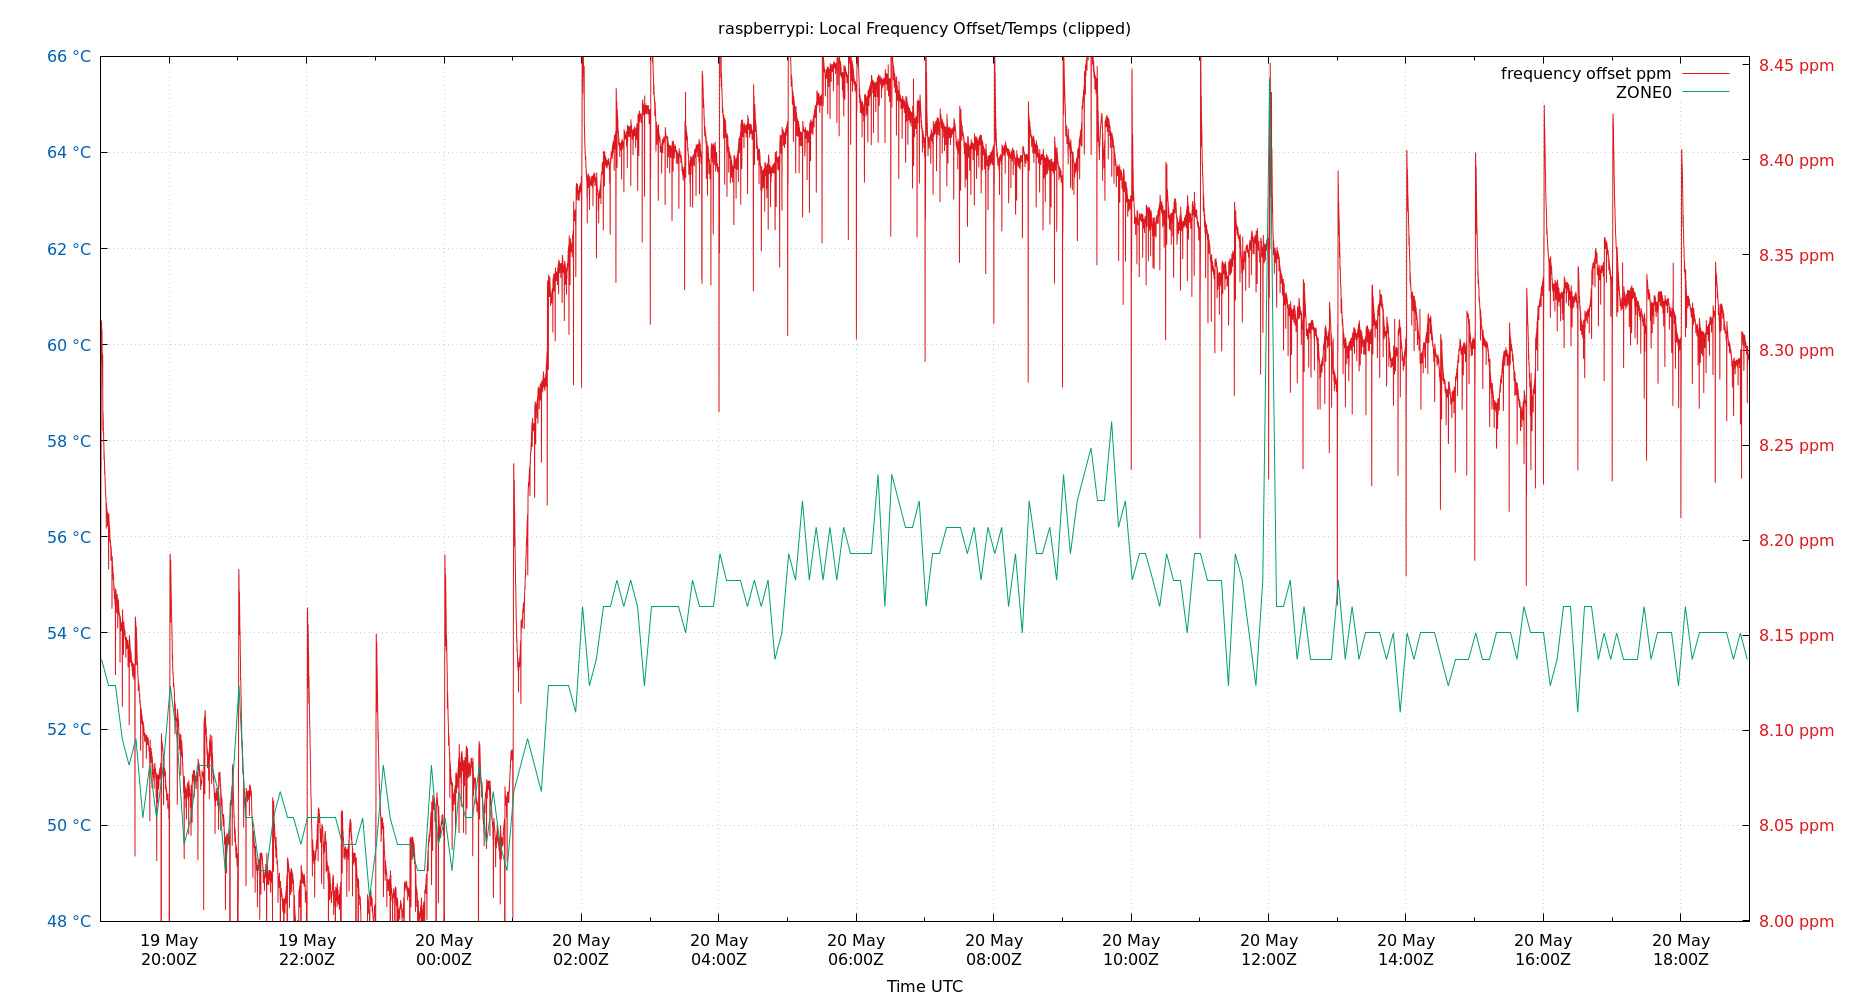 raspberrypi: Local Frequency Offset/Temps (clipped)
frequency offset ppm
ZONE0
66 °C
64 °C
62 °C
60 °C
58 °C
56 °C
54 °C
52 °C
50 °C
48 °C
8.45 ppm
8.40 ppm
8.35 ppm
8.30 ppm
8.25 ppm
8.20 ppm
8.15 ppm
8.10 ppm
8.05 ppm
8.00 ppm
19 May
20:00Z
19 May
22:00Z
20 May
00:00Z
20 May
02:00Z
20 May
04:00Z
20 May
06:00Z
20 May
08:00Z
20 May
10:00Z
20 May
12:00Z
20 May
14:00Z
20 May
16:00Z
20 May
18:00Z
Time UTC